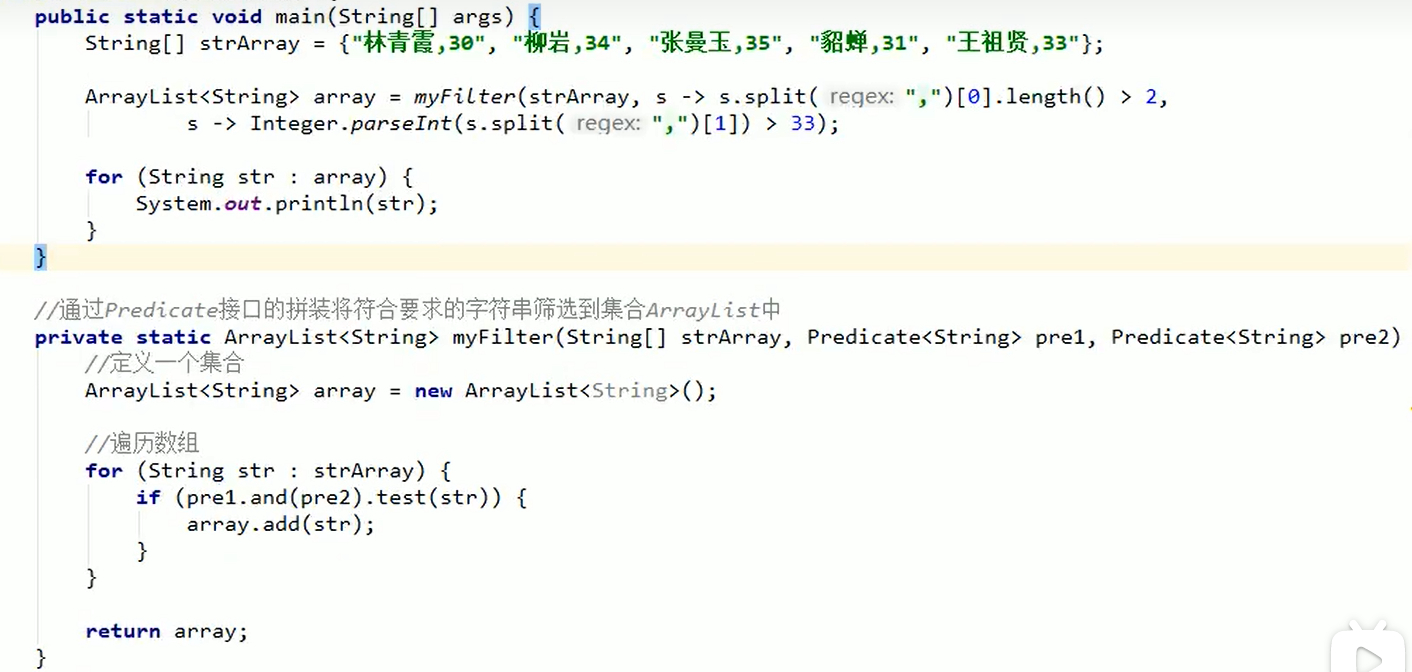 public static void main(String[] args) {
String[] strArray = {"林青霞,30", "柳岩,34", "张曼玉,35", "貂蝉,31", "王祖贤,33"};
ArrayList<String> array = myFilter(strArray, s -> s.split( regex: ",")[0].length() > 2,
s -> Integer.parseInt(s.split( regex: ",")[1]) > 33);
for (String str : array) {
System.out.println(str);
}
}
//通过Predicate接口的拼装将符合要求的字符串筛选到集合ArrayList中
private static ArrayList<String> myFilter(String[] strArray, Predicate<String> pre1, Predicate<String> pre2)
//定义一个集合
ArrayList<String> array = new ArrayList<String>();
//遍历数组
for (String str : strArray) {
if (pre1.and(pre2).test(str)) {
array.add(str);
}
}
return array;
}